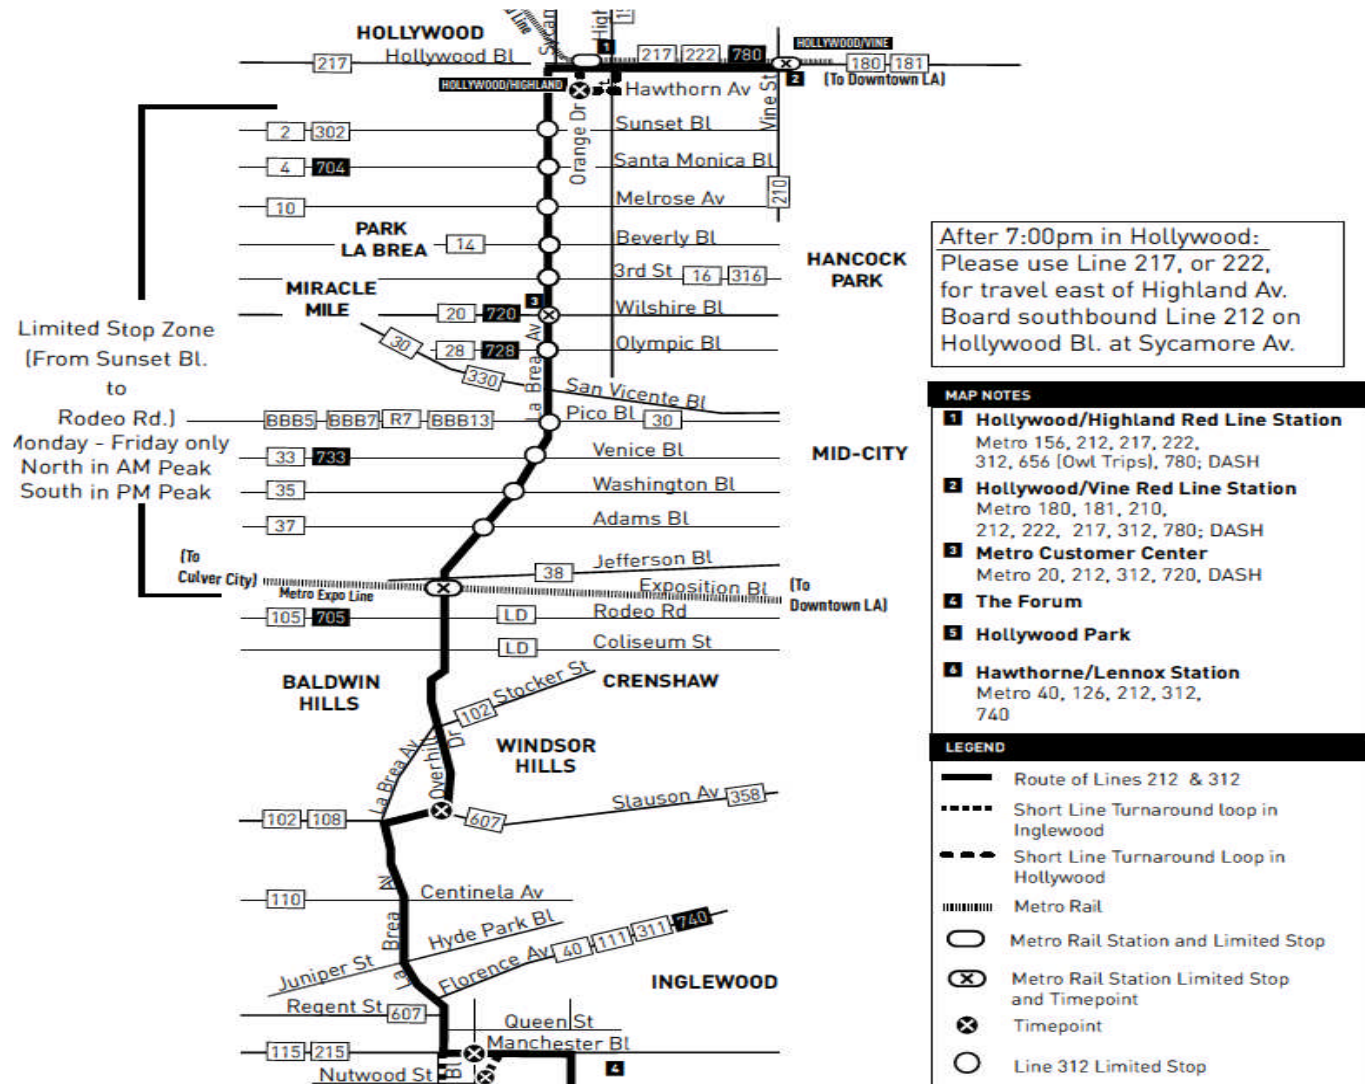 HOLLYWOOD
Hollywood Bl
217
1
217 222 780
HOLLYWOOD/VINE
180 181
(To Downtown LA)
2
HOLLYWOOD/HIGHLAND
Hawthorn Av
Vine St
Orange Dr
2 302
Sunset Bl
4 704
Santa Monica Bl
10
Melrose Av
210
PARK
LA BREA
14
Beverly Bl
3rd St 16 316
HANCOCK
PARK
MIRACLE
MILE
3
20 720
Wilshire Bl
28 728
Olympic Bl
30
330
La Brea Av
San Vicente Bl
Limited Stop Zone
(From Sunset Bl.
to
Rodeo Rd.)
Monday - Friday only
North in AM Peak
South in PM Peak
BBB5 BBB7 R7 BBB13
Pico Bl 30
33 733
Venice Bl
MID-CITY
35
Washington Bl
37
Adams Bl
(To
Culver City)
Metro Expo Line
38
Jefferson Bl
Exposition Bl
(To
Downtown LA)
105 705
LD
Rodeo Rd
LD
Coliseum St
BALDWIN
HILLS
102
Stocker St
CRENSHAW
La Brea Av
Overhill Dr
WINDSOR
HILLS
102 108
607
Slauson Av 358
110
Centinela Av
La Brea Av
Hyde Park Bl
Juniper St
Florence Av 40 111 311 740
INGLEWOOD
Regent St 607
Queen St
115 215
Manchester Bl
Nutwood St
Bl
4
After 7:00pm in Hollywood:
Please use Line 217, or 222,
for travel east of Highland Av.
Board southbound Line 212 on
Hollywood Bl. at Sycamore Av.
MAP NOTES
1 Hollywood/Highland Red Line Station
Metro 156, 212, 217, 222,
312, 656 (Owl Trips), 780; DASH
2 Hollywood/Vine Red Line Station
Metro 180, 181, 210,
212, 222, 217, 312, 780; DASH
3 Metro Customer Center
Metro 20, 212, 312, 720, DASH
4 The Forum
5 Hollywood Park
6 Hawthorne/Lennox Station
Metro 40, 126, 212, 312,
740
LEGEND
Route of Lines 212 & 312
Short Line Turnaround loop in
Inglewood
Short Line Turnaround Loop in
Hollywood
Metro Rail
Metro Rail Station and Limited Stop
Metro Rail Station Limited Stop
and Timepoint
Timepoint
Line 312 Limited Stop